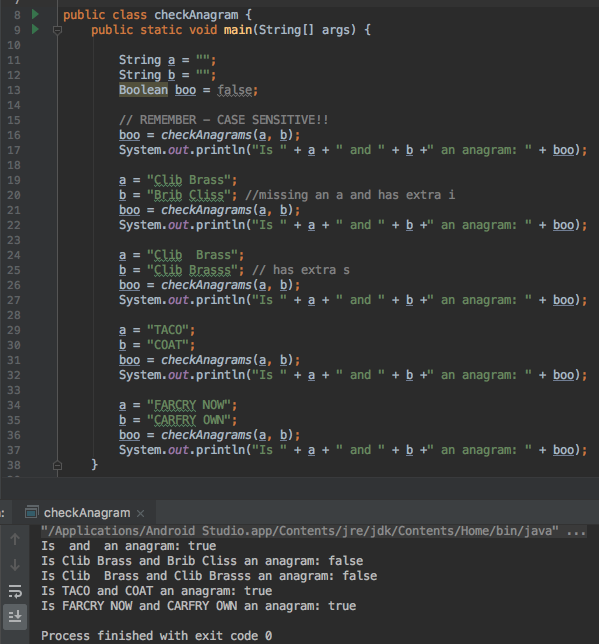 8 public class checkAnagram {
9 public static void main(String[] args) {
10
11 String a = "";
12 String b = "";
13 Boolean boo = false;
14
15 // REMEMBER - CASE SENSITIVE!!
16 boo = checkAnagrams(a, b);
17 System.out.println("Is " + a + " and " + b +" an anagram: " + boo);
18
19 a = "Clib Brass";
20 b = "Brib Cliss"; //missing an a and has extra i
21 boo = checkAnagrams(a, b);
22 System.out.println("Is " + a + " and " + b +" an anagram: " + boo);
23
24 a = "Clib  Brass";
25 b = "Clib Brasss"; // has extra s
26 boo = checkAnagrams(a, b);
27 System.out.println("Is " + a + " and " + b +" an anagram: " + boo);
28
29 a = "TACO";
30 b = "COAT";
31 boo = checkAnagrams(a, b);
32 System.out.println("Is " + a + " and " + b +" an anagram: " + boo);
33
34 a = "FARCRY NOW";
35 b = "CARFRY OWN";
36 boo = checkAnagrams(a, b);
37 System.out.println("Is " + a + " and " + b +" an anagram: " + boo);
38 }
checkAnagram ×
"/Applications/Android Studio.app/Contents/jre/jdk/Contents/Home/bin/java" ...
Is  and  an anagram: true
Is Clib Brass and Brib Cliss an anagram: false
Is Clib  Brass and Clib Brasss an anagram: false
Is TACO and COAT an anagram: true
Is FARCRY NOW and CARFRY OWN an anagram: true
Process finished with exit code 0